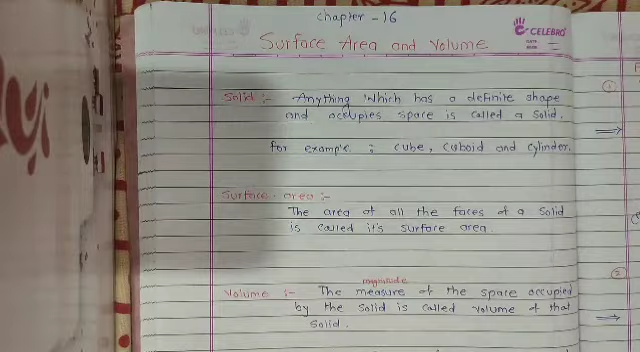 Chapter - 16
CELEBRO
Surface Area and Volume
Solid :- Anything which has a definite shape
and occupies space is called a solid.
for example : cube, cuboid and cylinder.
Surface area :-
The area of all the faces of a solid
is called it's surface area.
magnitude
Volume :- The measure of the space occupied
by the solid is called volume of that
solid.
①
②